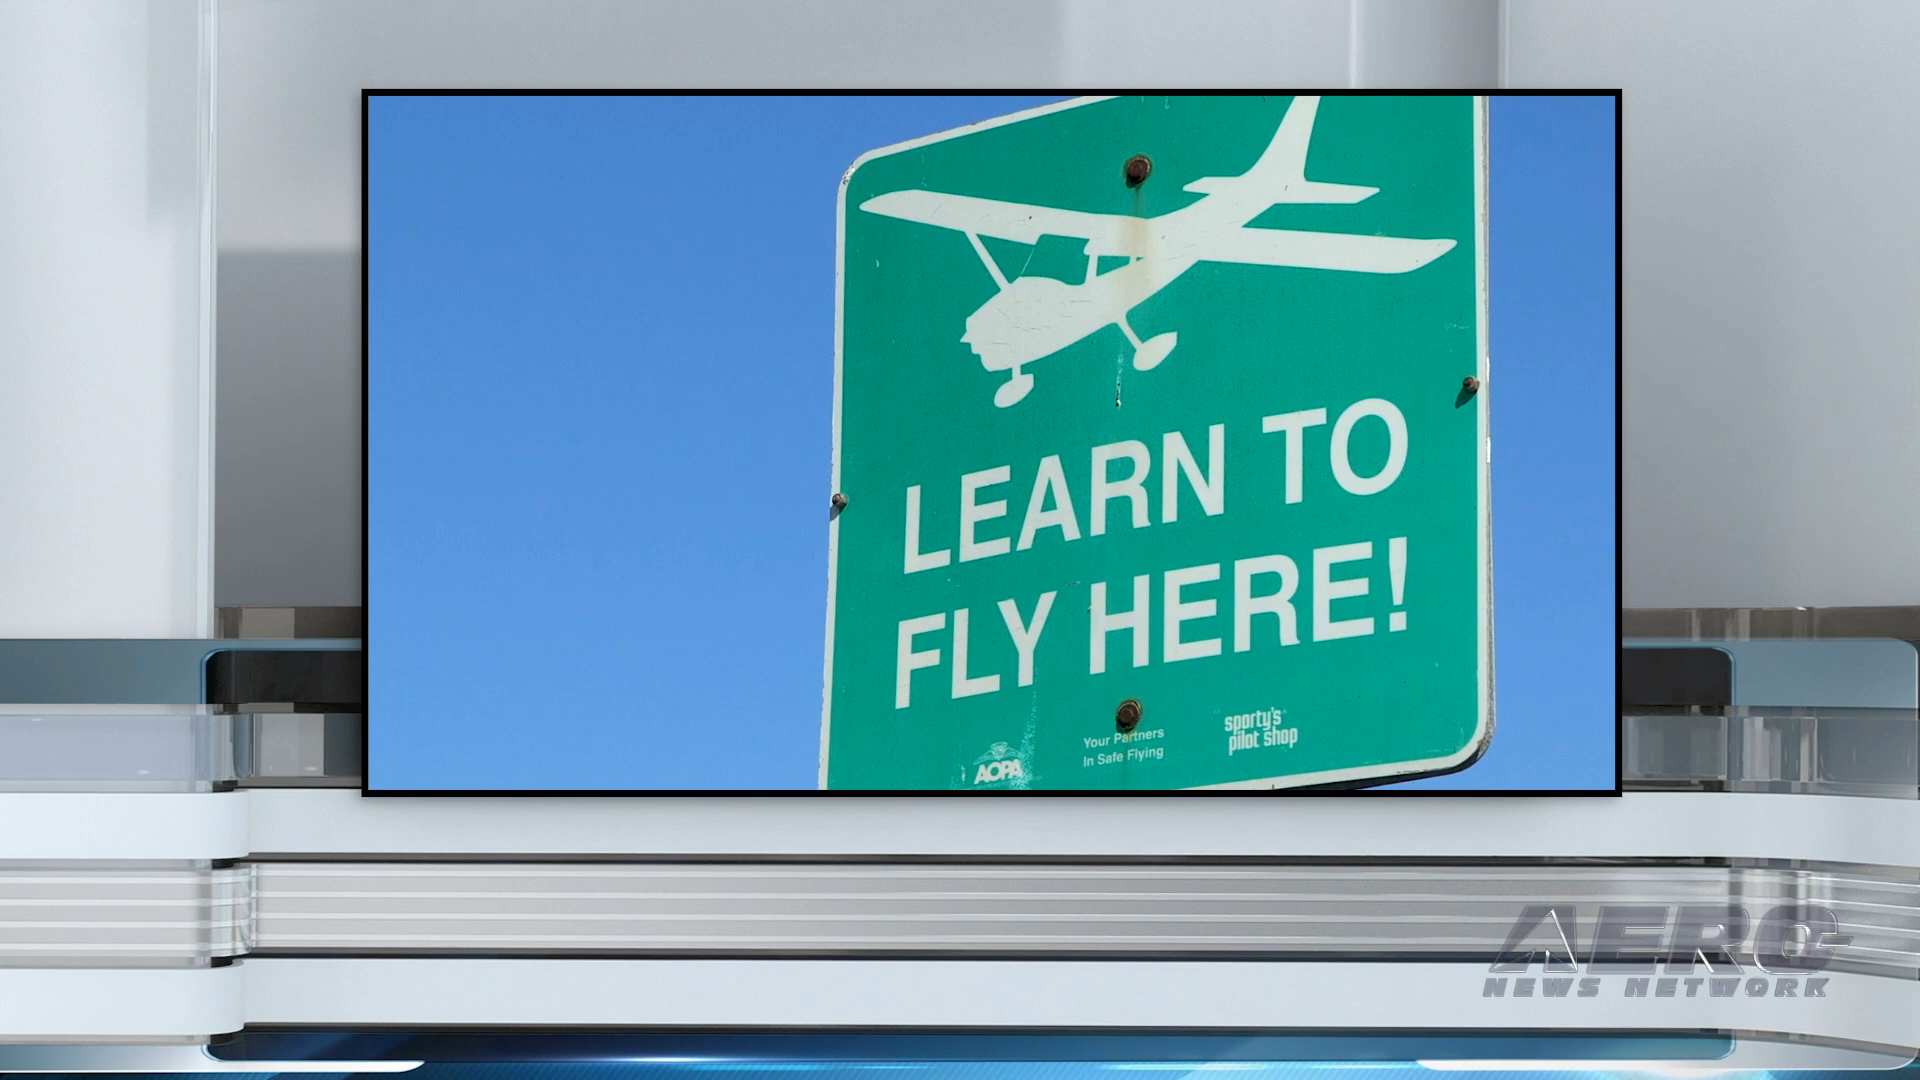 LEARN TO
FLY HERE!
AOPA
Your Partners
In Safe Flying
sporty's
pilot shop
AERO
NEWS NETWORK